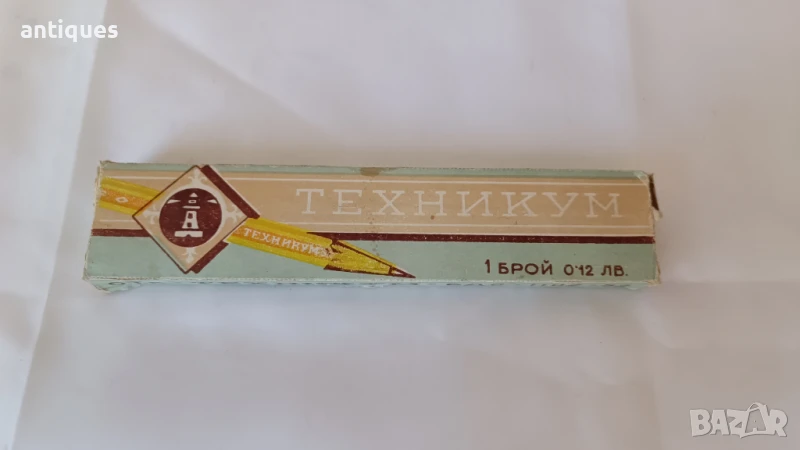 antiques
ТЕХНИКУМ
ТЕХНИКУМ
1 БРОЙ 0'12 ЛВ.
BAZAR